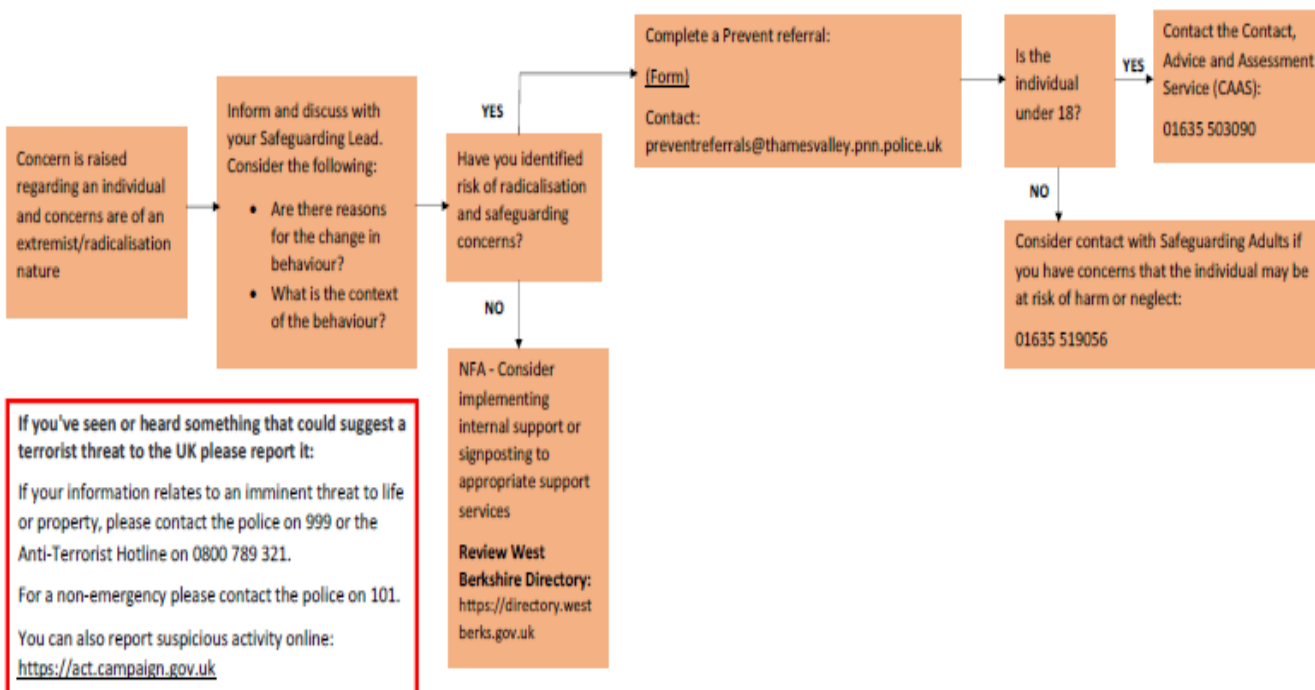 Concern is raised
regarding an individual
and concerns are of an
extremist/radicalisation
nature
Inform and discuss with
your Safeguarding Lead.
Consider the following:
• Are there reasons
for the change in
behaviour?
• What is the context
of the behaviour?
YES
Have you identified
risk of radicalisation
and safeguarding
concerns?
NO
NFA - Consider
implementing
internal support or
signposting to
appropriate support
services
Review West
Berkshire Directory:
https://directory.west
berks.gov.uk
Complete a Prevent referral:
(Form)
Contact:
preventreferrals@thamesvalley.pnn.police.uk
Is the
individual
under 18?
YES
Contact the Contact,
Advice and Assessment
Service (CAAS):
01635 503090
NO
Consider contact with Safeguarding Adults if
you have concerns that the individual may be
at risk of harm or neglect:
01635 519056
If you've seen or heard something that could suggest a
terrorist threat to the UK please report it:
If your information relates to an imminent threat to life
or property, please contact the police on 999 or the
Anti-Terrorist Hotline on 0800 789 321.
For a non-emergency please contact the police on 101.
You can also report suspicious activity online:
https://act.campaign.gov.uk